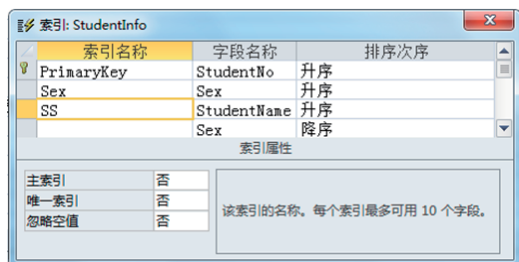 索引: StudentInfo
索引名称 字段名称 排序次序
PrimaryKey StudentNo 升序
Sex Sex 升序
SS StudentName 升序
Sex 降序
索引属性
主索引 否
唯一索引 否
忽略空值 否
该索引的名称。每个索引最多可用 10 个字段。